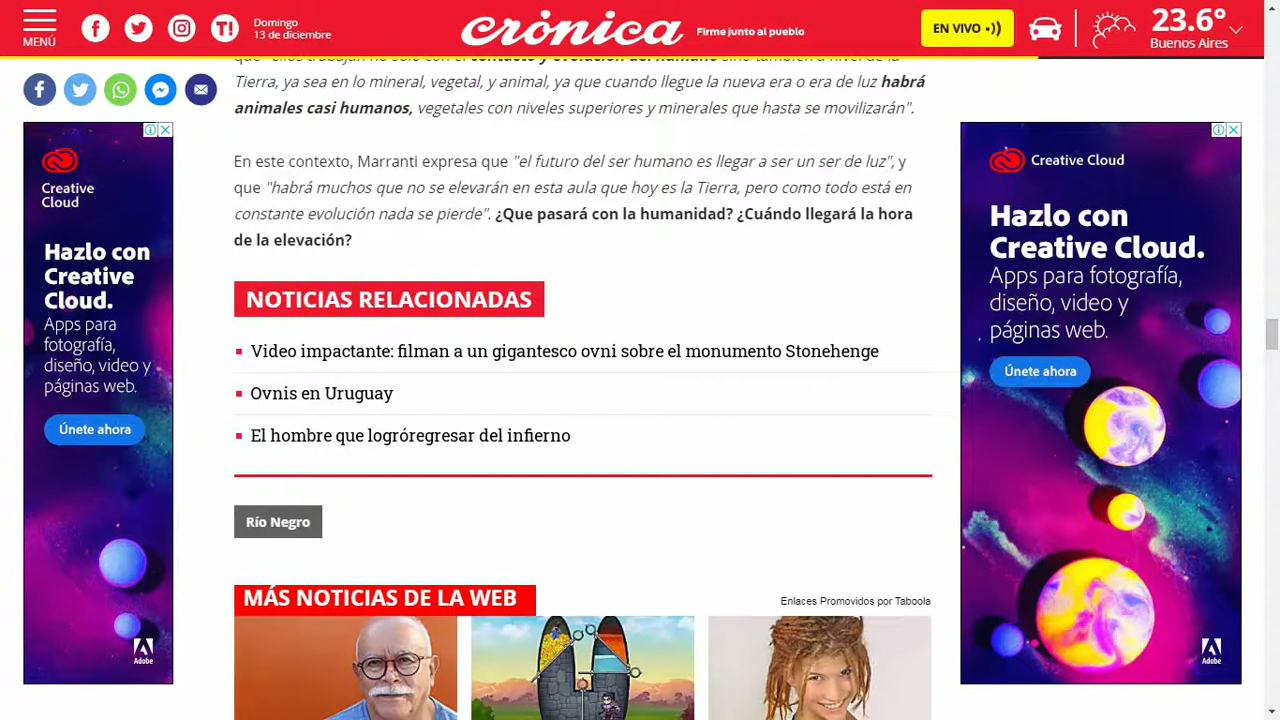 MENÚ
Domingo
13 de diciembre
crònica
Firme junto al pueblo
EN VIVO
23.6°
Buenos Aires
Tierra, ya sea en lo mineral, vegetal, y animal, ya que cuando llegue la nueva era o era de luz habrá
animales casi humanos, vegetales con niveles superiores y minerales que hasta se movilizarán".
En este contexto, Marranti expresa que "el futuro del ser humano es llegar a ser un ser de luz", y
que "habrá muchos que no se elevarán en esta aula que hoy es la Tierra, pero como todo está en
constante evolución nada se pierde". ¿Que pasará con la humanidad? ¿Cuándo llegará la hora
de la elevación?
NOTICIAS RELACIONADAS
Video impactante: filman a un gigantesco ovni sobre el monumento Stonehenge
Ovnis en Uruguay
El hombre que logróregresar del infierno
Río Negro
MÁS NOTICIAS DE LA WEB
Enlaces Promovidos por Taboola
Creative
Cloud
Hazlo con
Creative
Cloud.
Apps para
fotografía,
diseño, video y
páginas web.
Únete ahora
Adobe
Creative Cloud
Hazlo con
Creative Cloud.
Apps para fotografía,
diseño, video y
páginas web.
Únete ahora
Adobe